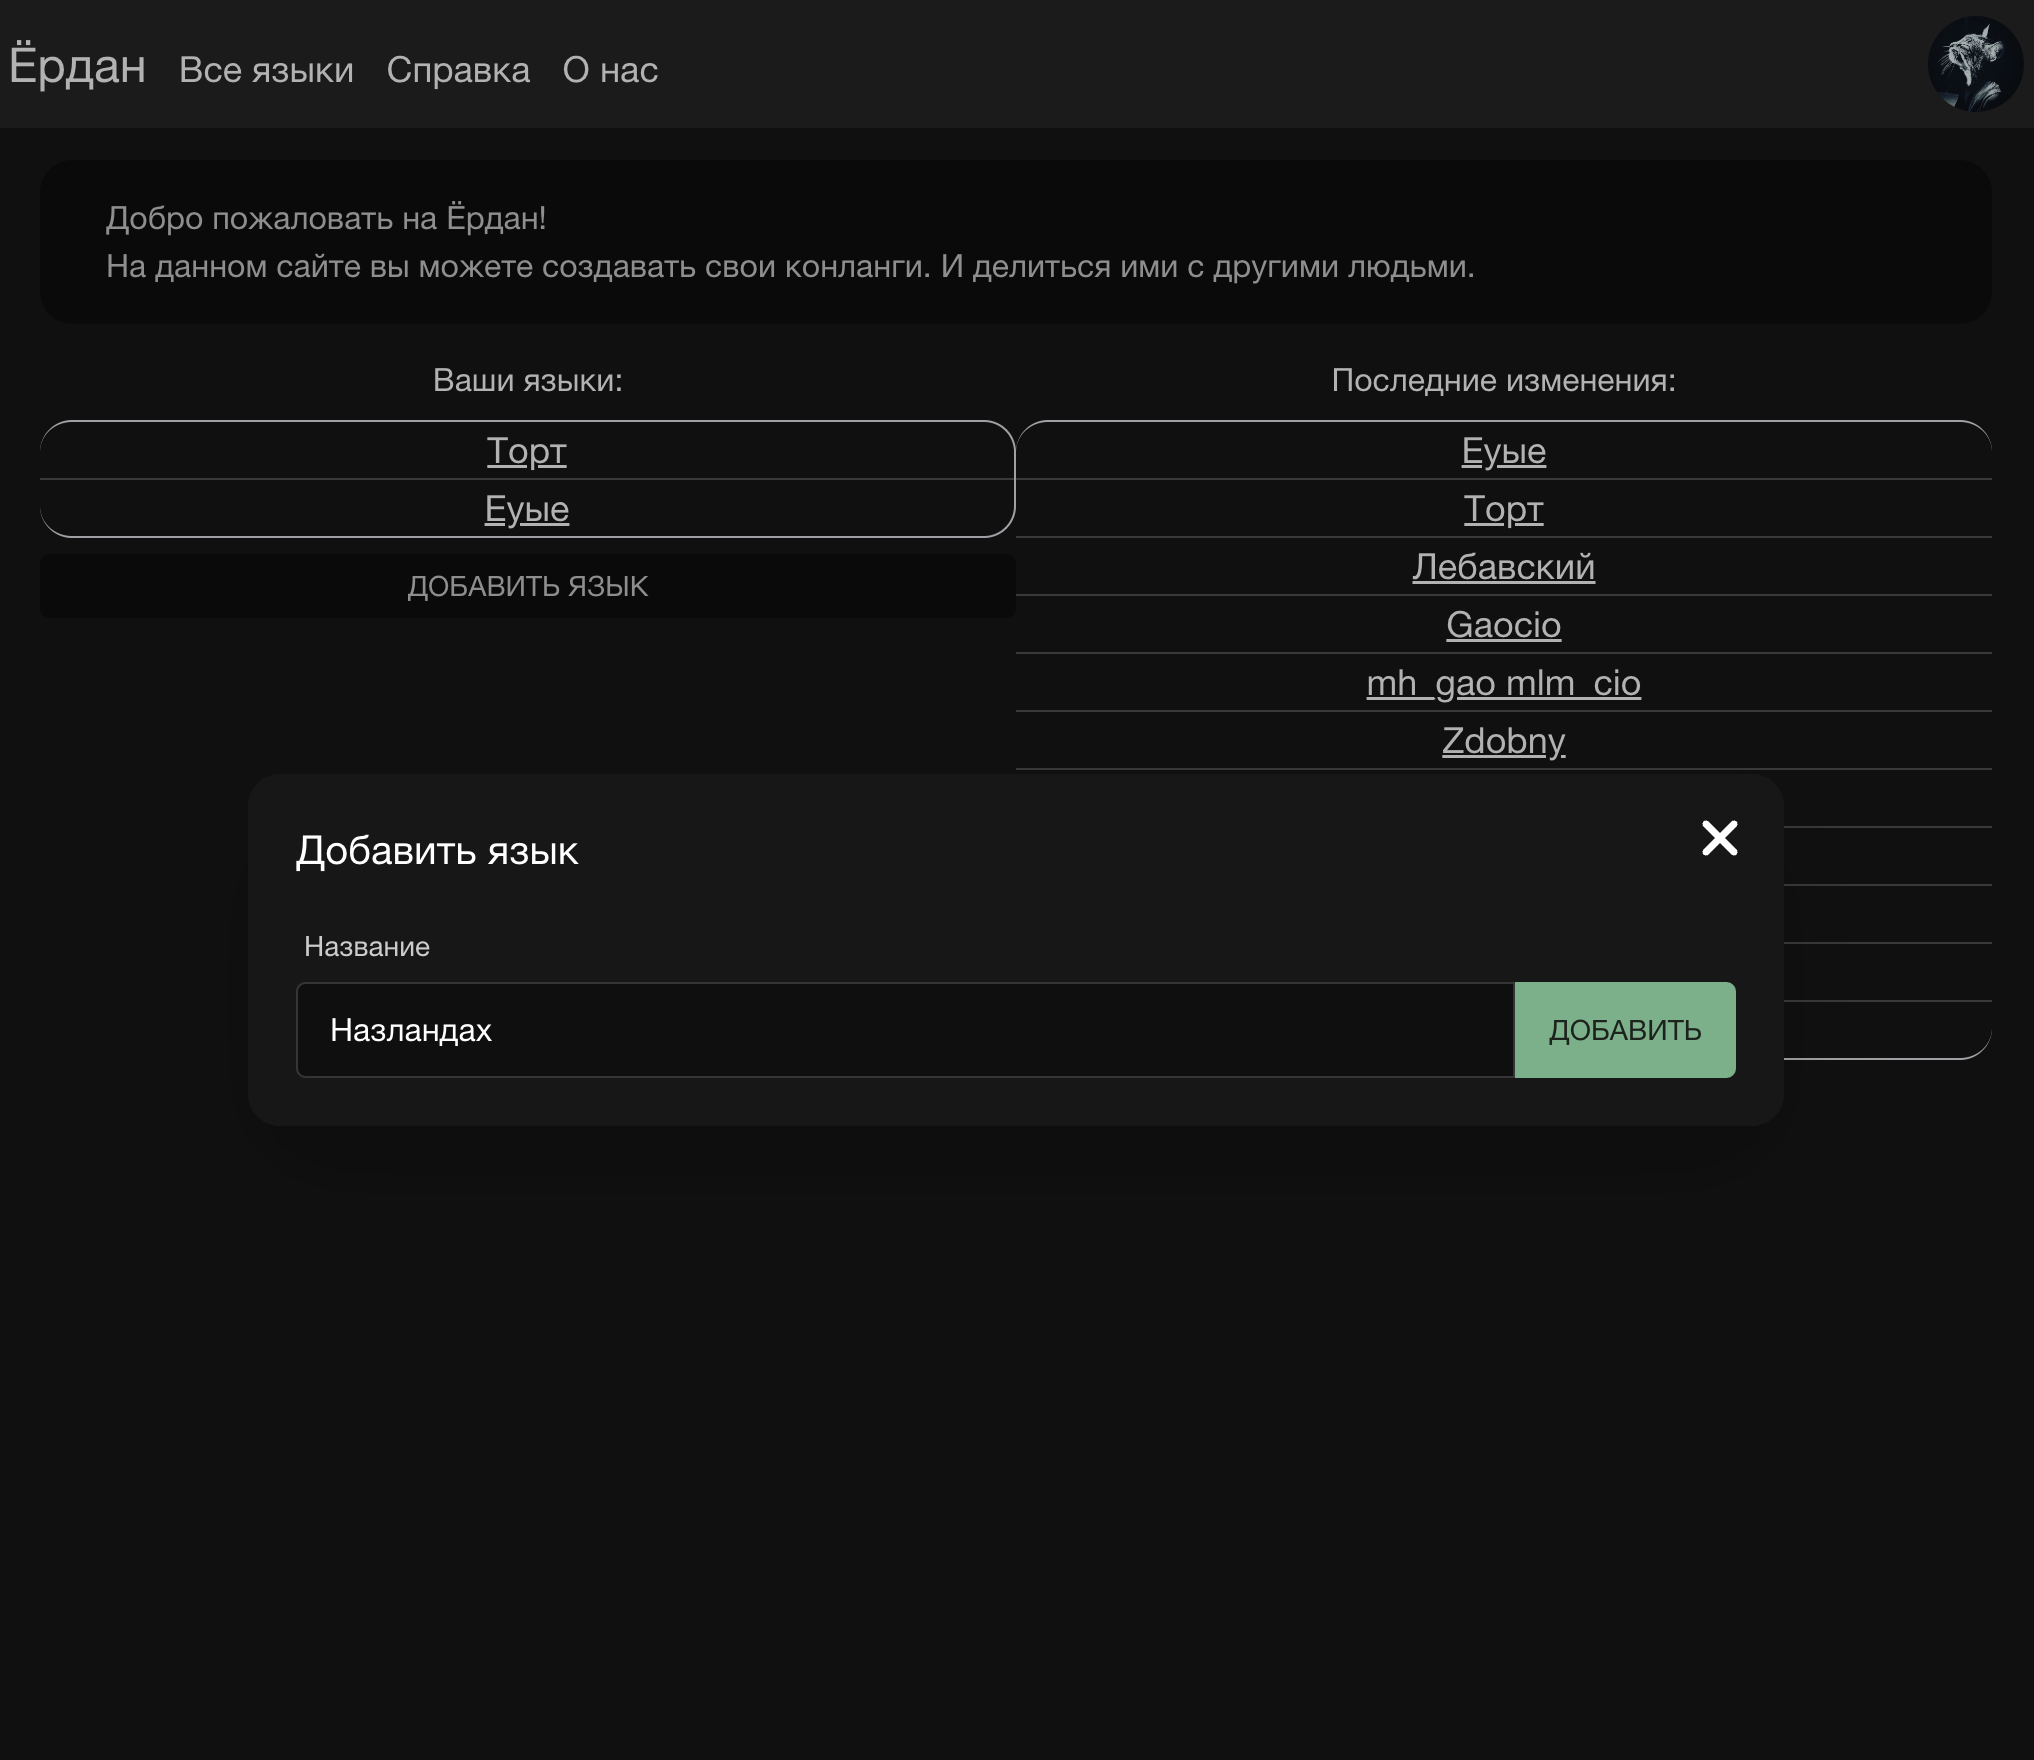 Ёрдан Все языки Справка О нас
Добро пожаловать на Ёрдан!
На данном сайте вы можете создавать свои конланги. И делиться ими с другими людьми.
Ваши языки:
Торт
Еуые
ДОБАВИТЬ ЯЗЫК
Последние изменения:
Еуые
Торт
Лебавский
Gaocio
mh_gao mlm_cio
Zdobny
Добавить язык
Название
Назландах
ДОБАВИТЬ